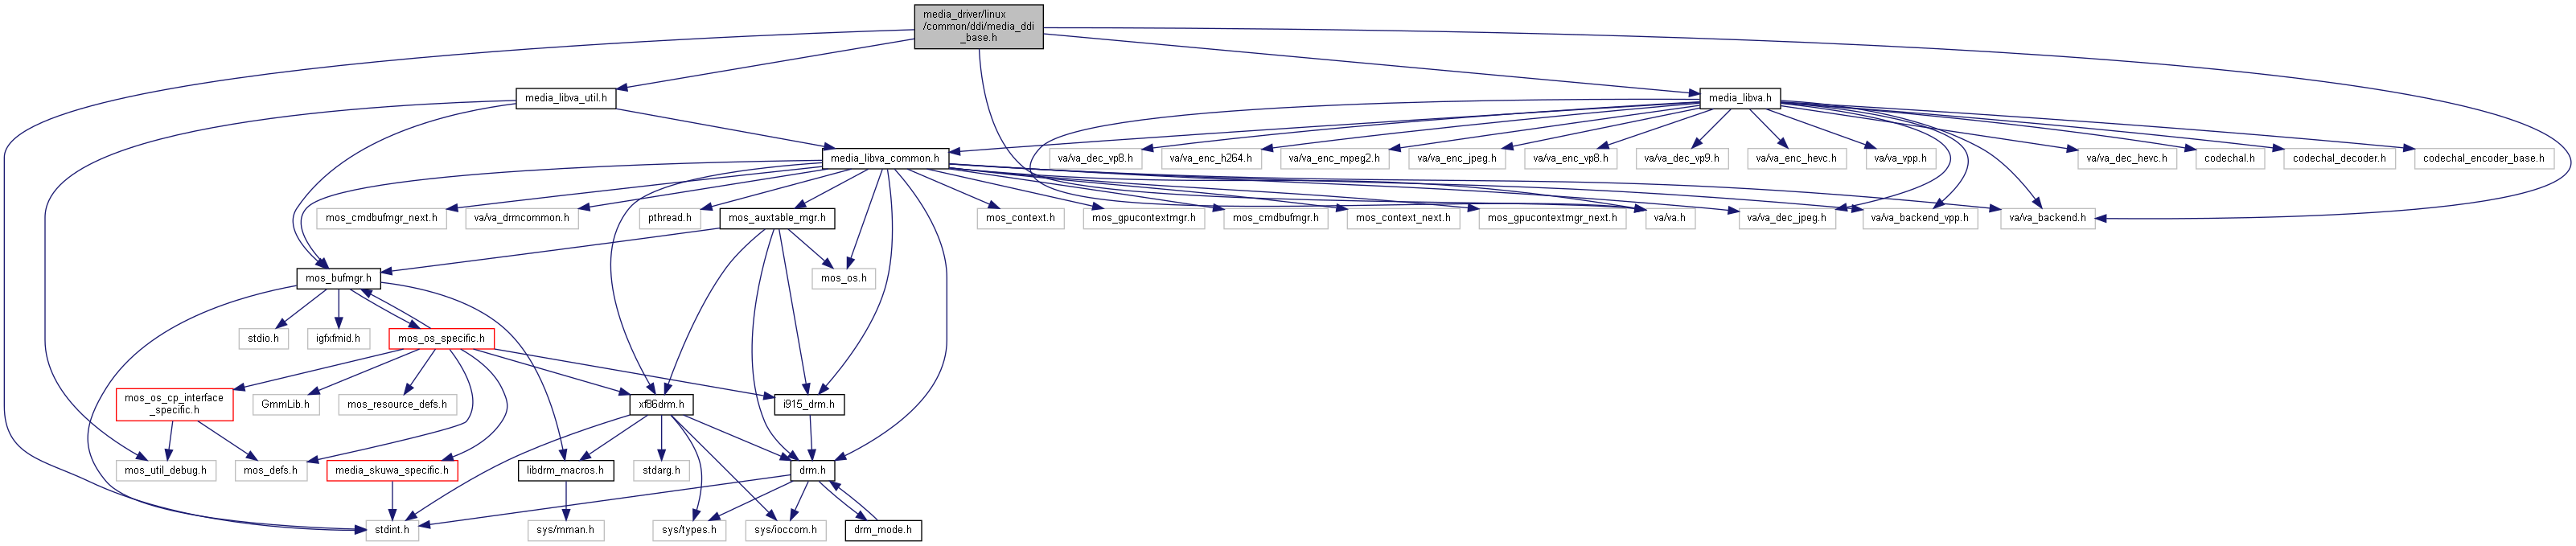 media_driver/linux
/common/ddi/media_ddi
_base.h
media_libva_util.h
media_libva.h
media_libva_common.h
va/va_dec_vp8.h
va/va_enc_h264.h
va/va_enc_mpeg2.h
va/va_enc_jpeg.h
va/va_enc_vp8.h
va/va_dec_vp9.h
va/va_enc_hevc.h
va/va_vpp.h
va/va_dec_hevc.h
codechal.h
codechal_decoder.h
codechal_encoder_base.h
mos_cmdbufmgr_next.h
va/va_drmcommon.h
pthread.h
mos_auxtable_mgr.h
mos_context.h
mos_gpucontextmgr.h
mos_cmdbufmgr.h
mos_context_next.h
mos_gpucontextmgr_next.h
va/va.h
va/va_dec_jpeg.h
va/va_backend_vpp.h
va/va_backend.h
mos_bufmgr.h
mos_os.h
stdio.h
igfxfmid.h
mos_os_specific.h
mos_os_cp_interface
_specific.h
GmmLib.h
mos_resource_defs.h
xf86drm.h
i915_drm.h
mos_util_debug.h
mos_defs.h
media_skuwa_specific.h
libdrm_macros.h
stdarg.h
drm.h
stdint.h
sys/mman.h
sys/types.h
sys/ioccom.h
drm_mode.h